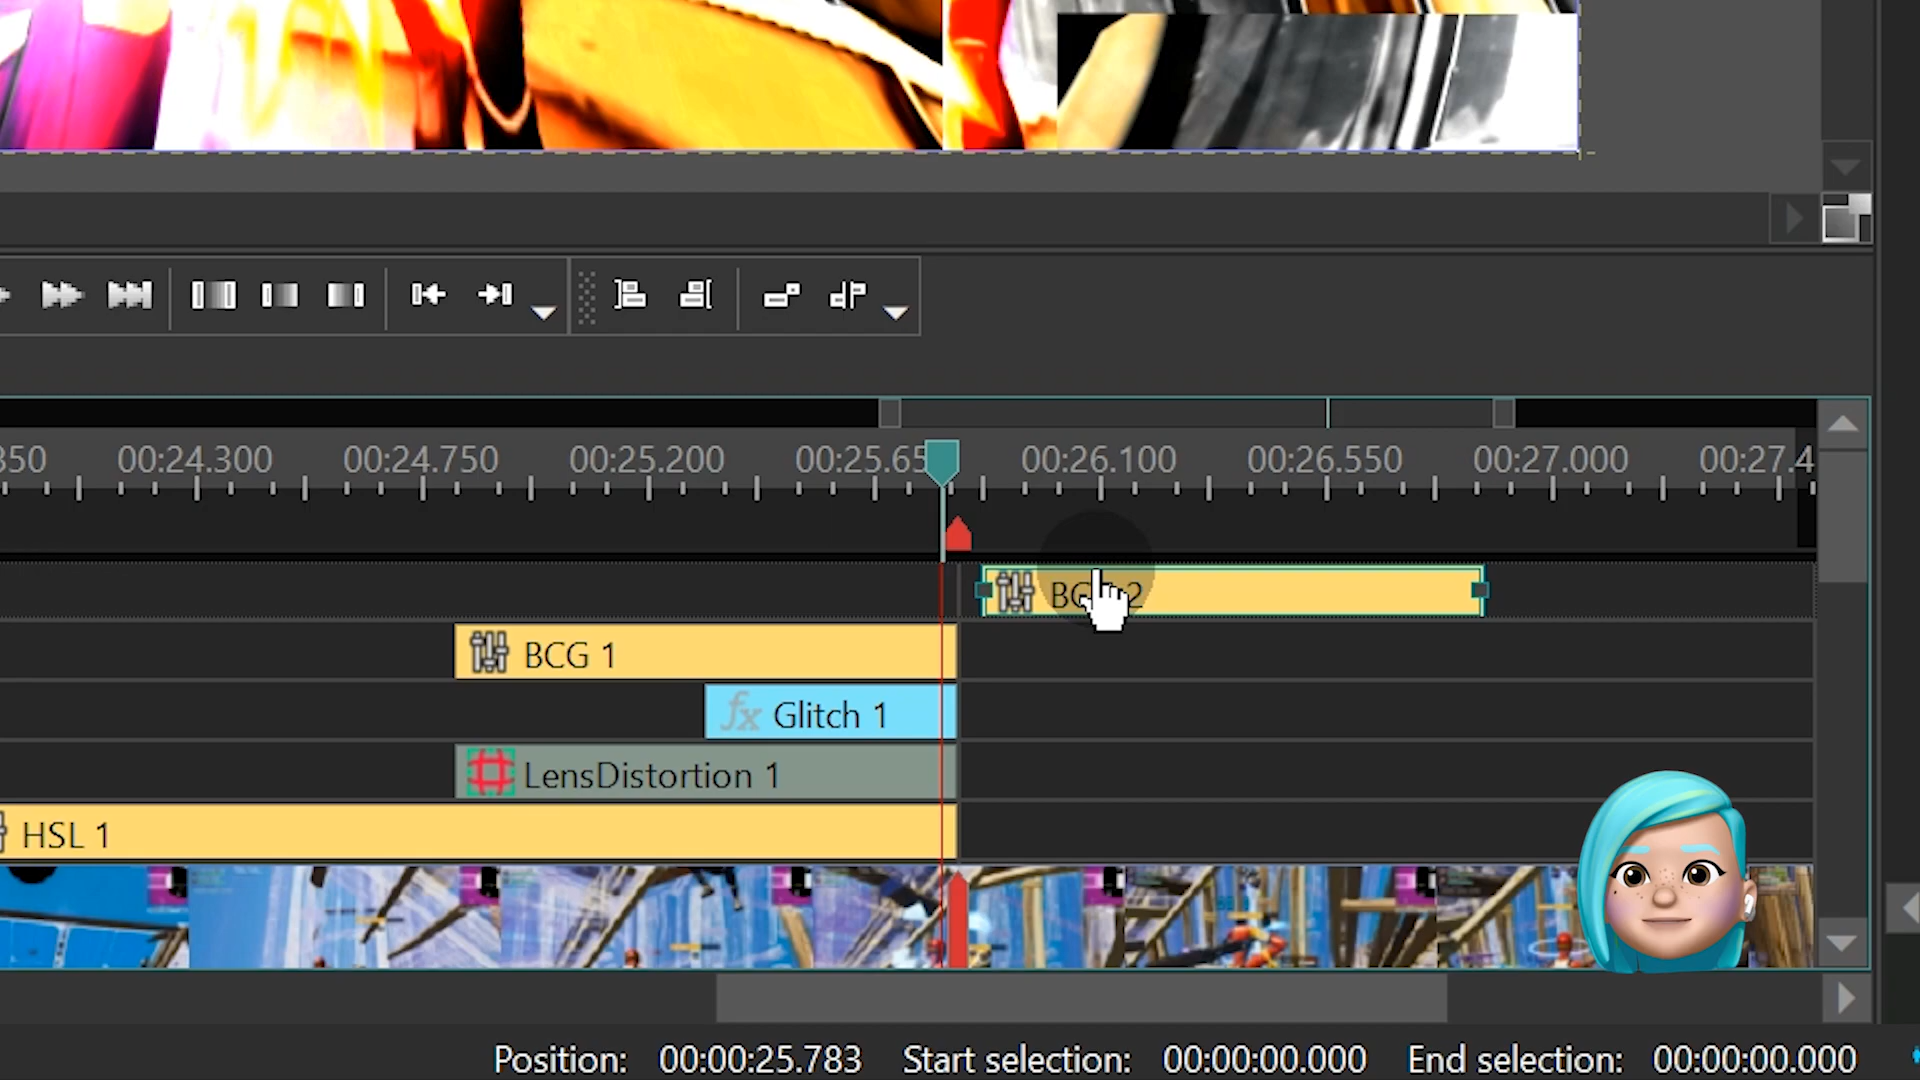 350 00:24.300 00:24.750 00:25.200 00:25.65 00:26.100 00:26.550 00:27.000 00:27.4
2
BCG 1
fx Glitch 1
LensDistortion 1
HSL 1
Position: 00:00:25.783 Start selection: 00:00:00.000 End selection: 00:00:00.000